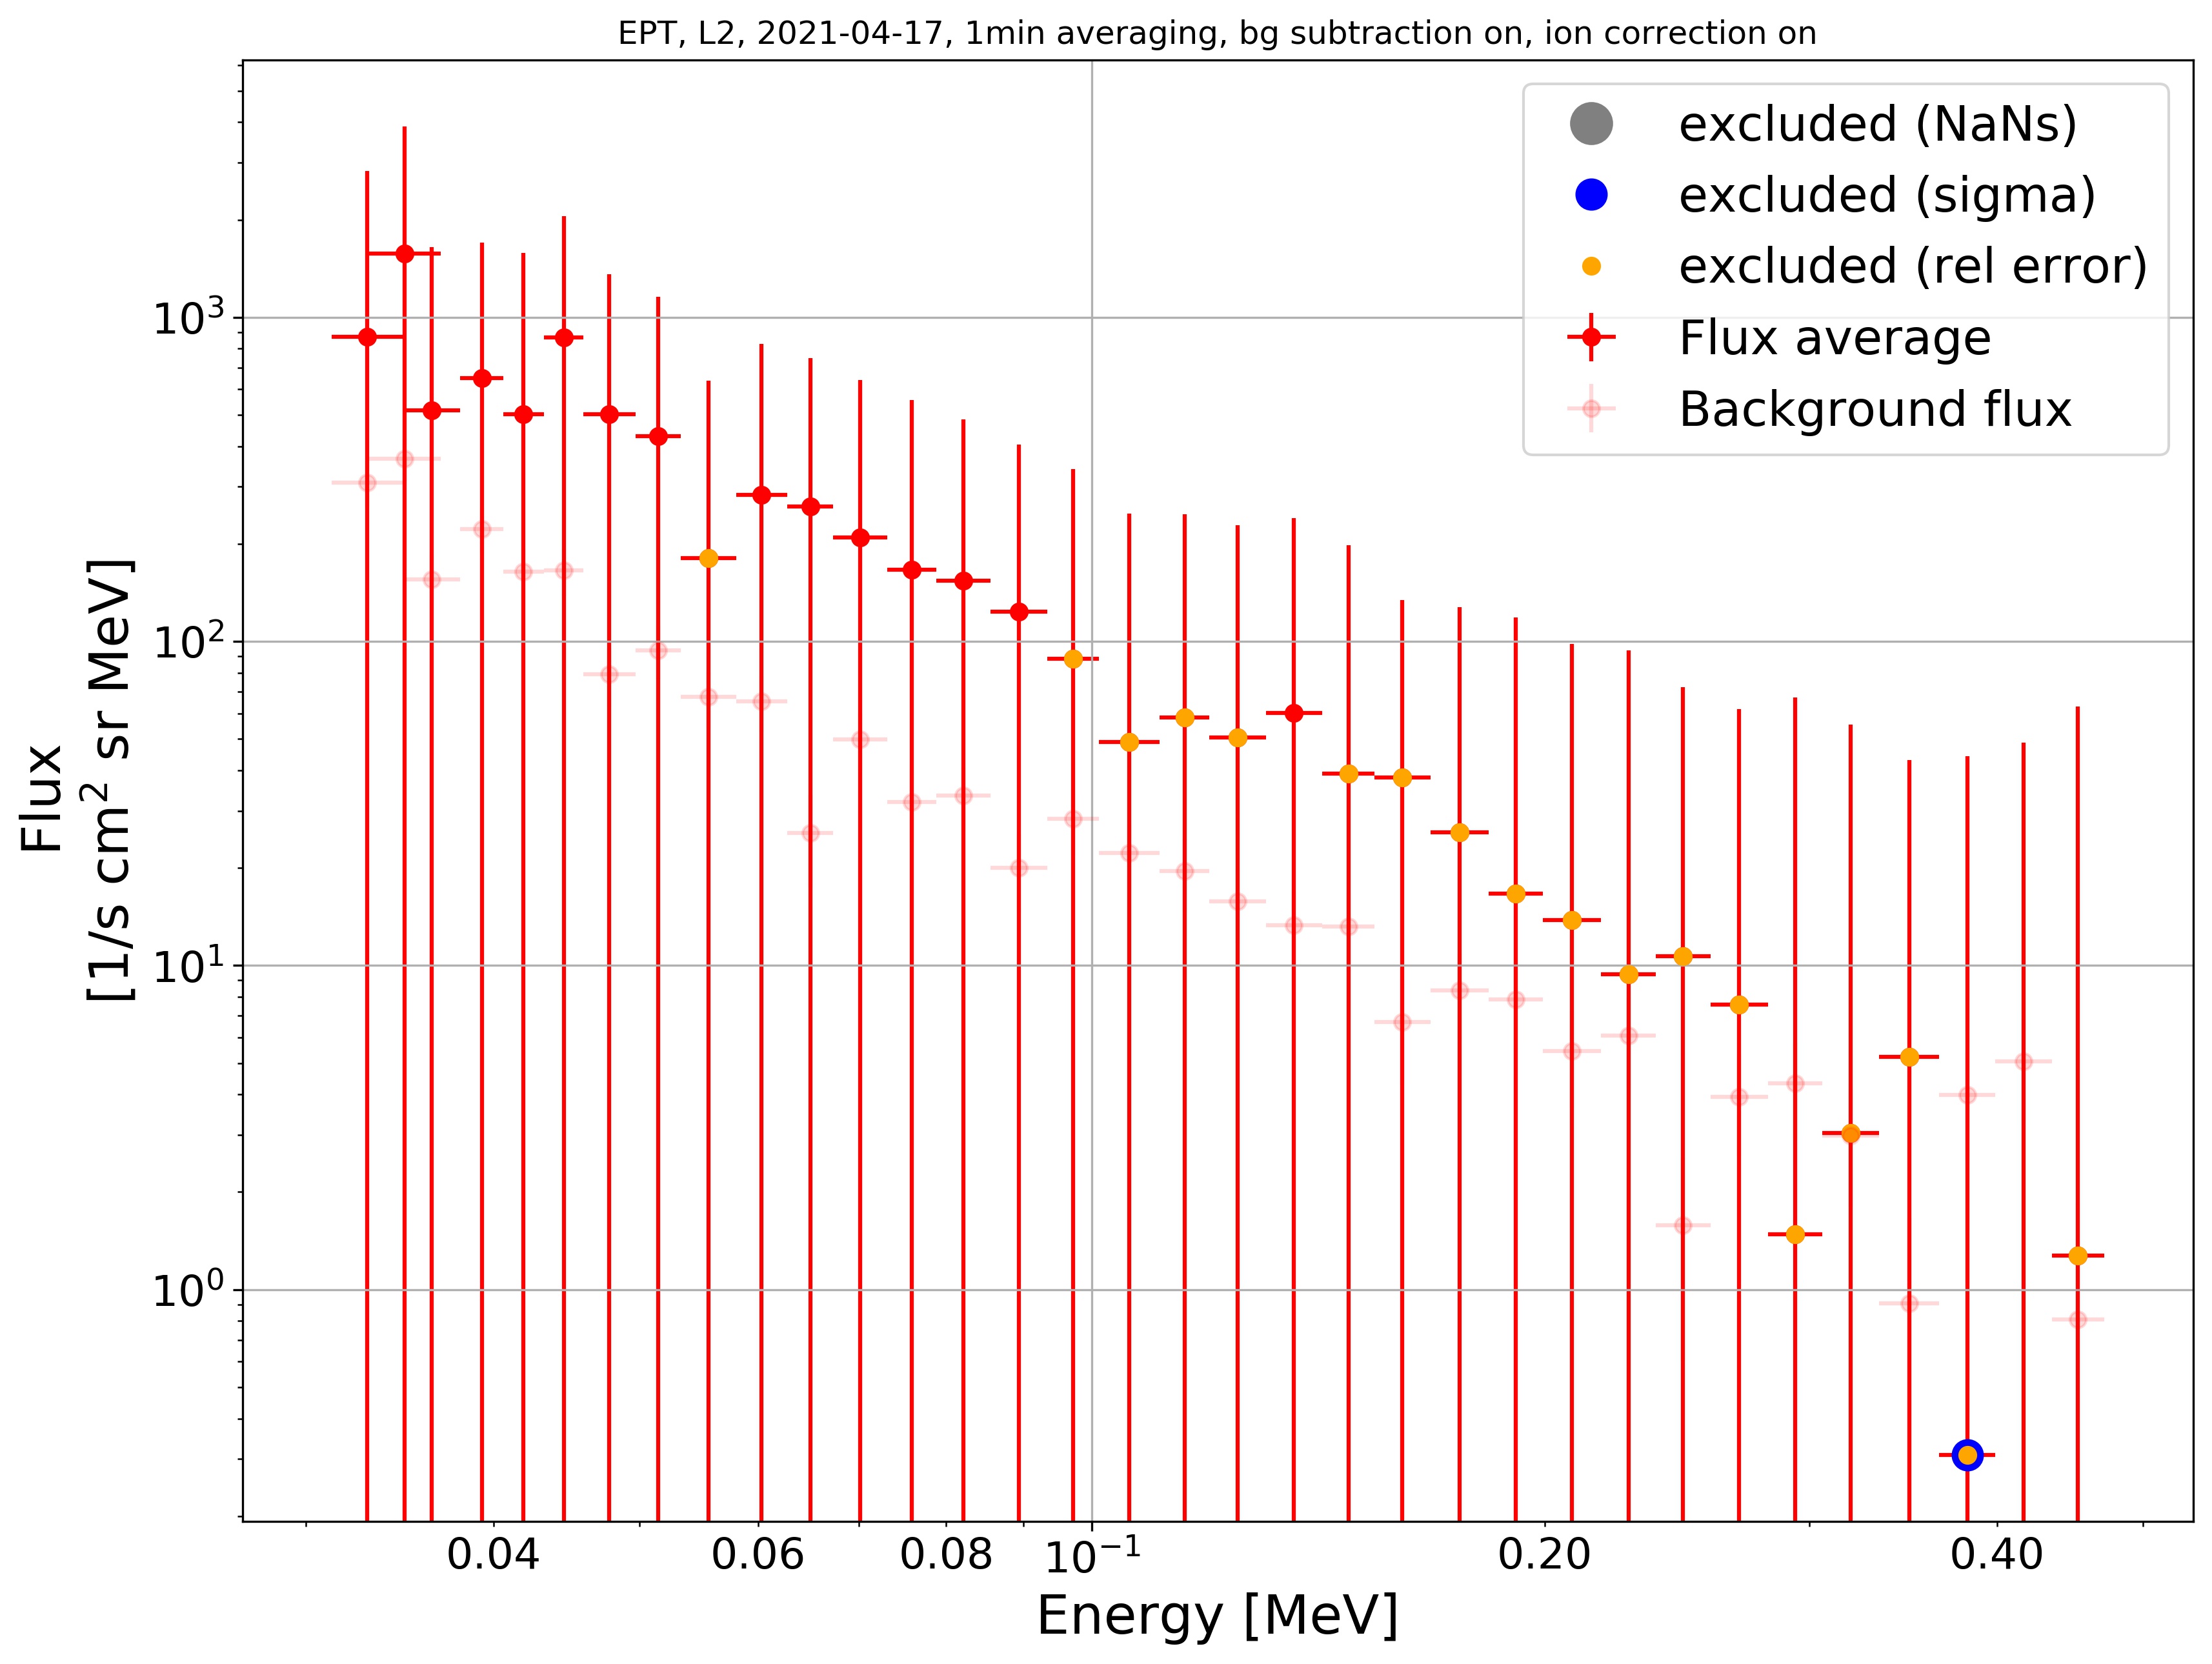 EPT, L2, 2021-04-17, 1min averaging, bg subtraction on, ion correction on
excluded (NaNs)
excluded (sigma)
excluded (rel error)
Flux average
Background flux
10³
10²
10¹
10⁰
Flux
[1/s cm² sr MeV]
0.04 0.06 0.08 10⁻¹ 0.20 0.40
Energy [MeV]